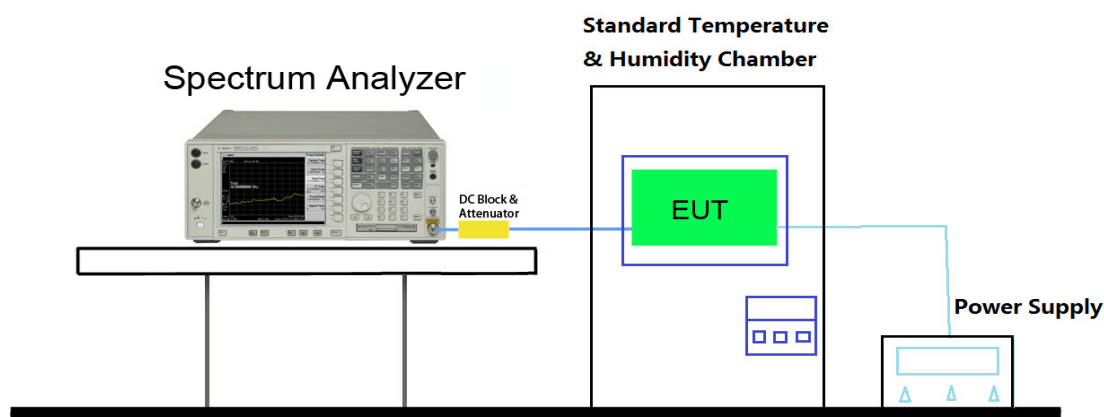 Standard Temperature
& Humidity Chamber
Spectrum Analyzer
DC Block &
Attenuator
EUT
Power Supply